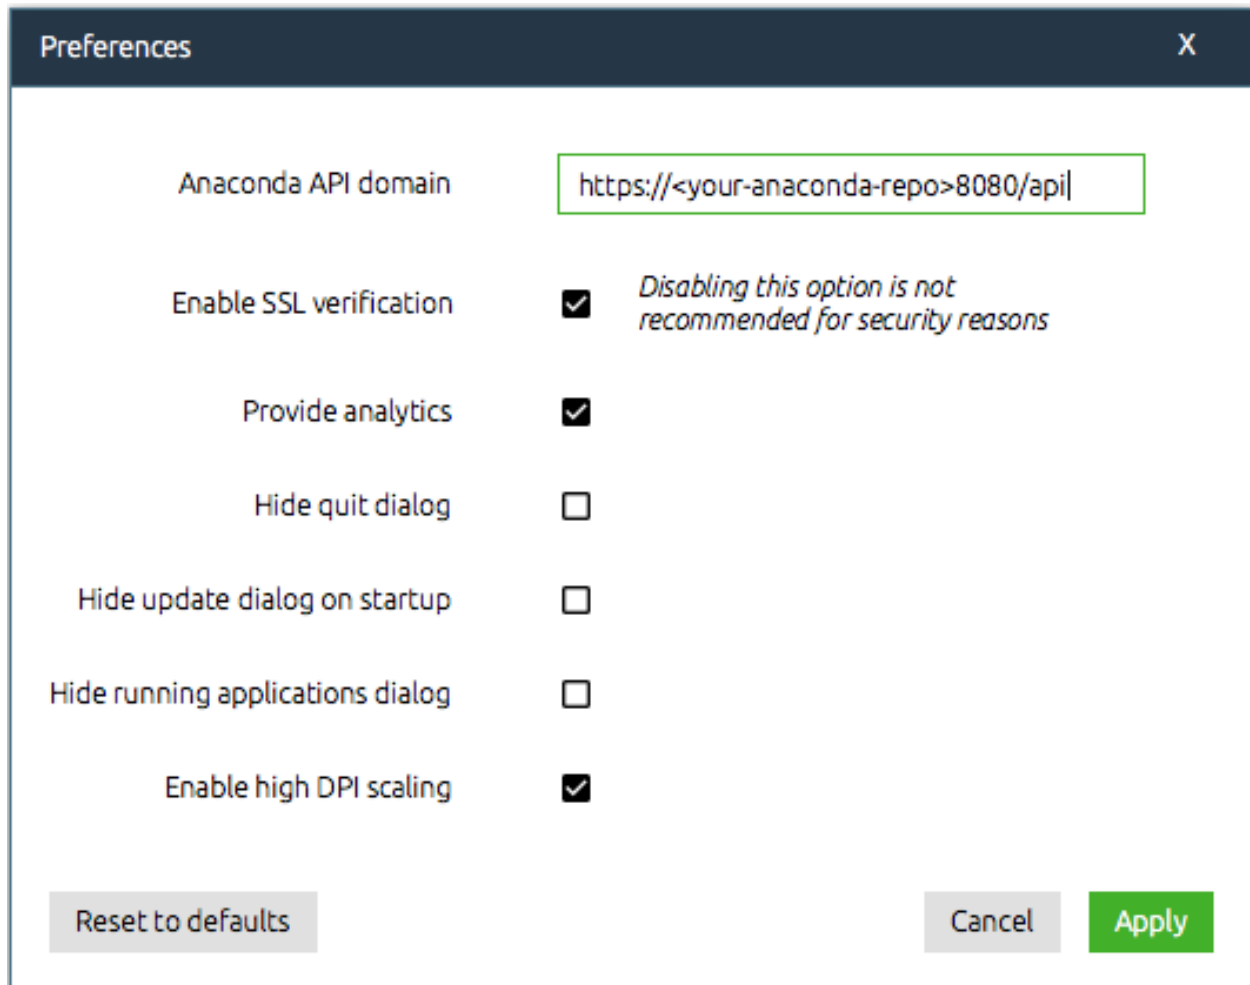 Preferences X
Anaconda API domain https://<your-anaconda-repo>8080/api
Enable SSL verification Disabling this option is not
recommended for security reasons
Provide analytics
Hide quit dialog
Hide update dialog on startup
Hide running applications dialog
Enable high DPI scaling
Reset to defaults Cancel Apply